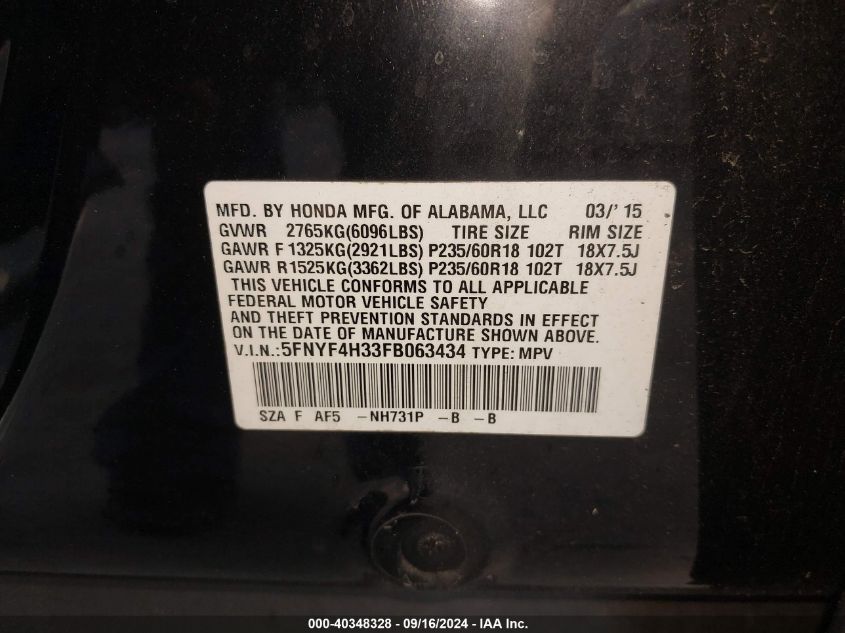 MFD. BY HONDA MFG. OF ALABAMA, LLC 03/' 15
GVWR 2765KG(6096LBS) TIRE SIZE RIM SIZE
GAWR F 1325KG(2921LBS) P235/60R18 102T 18X7.5J
GAWR R1525KG(3362LBS) P235/60R18 102T 18X7.5J
THIS VEHICLE CONFORMS TO ALL APPLICABLE
FEDERAL MOTOR VEHICLE SAFETY
AND THEFT PREVENTION STANDARDS IN EFFECT
ON THE DATE OF MANUFACTURE SHOWN ABOVE.
V.I.N.:5FNYF4H33FB063434 TYPE: MPV
SZA F AF5 -NH731P -B -B
000-40348328 - 09/16/2024 - IAA Inc.